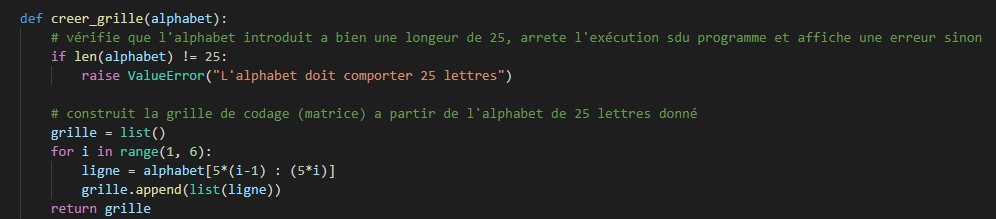 def creer_grille(alphabet):
    # vérifie que l'alphabet introduit a bien une longeur de 25, arrete l'exécution sdu programme et affiche une erreur sinon
    if len(alphabet) != 25:
        raise ValueError("L'alphabet doit comporter 25 lettres")

    # construit la grille de codage (matrice) a partir de l'alphabet de 25 lettres donné
    grille = list()
    for i in range(1, 6):
        ligne = alphabet[5*(i-1) : (5*i)]
        grille.append(list(ligne))
    return grille